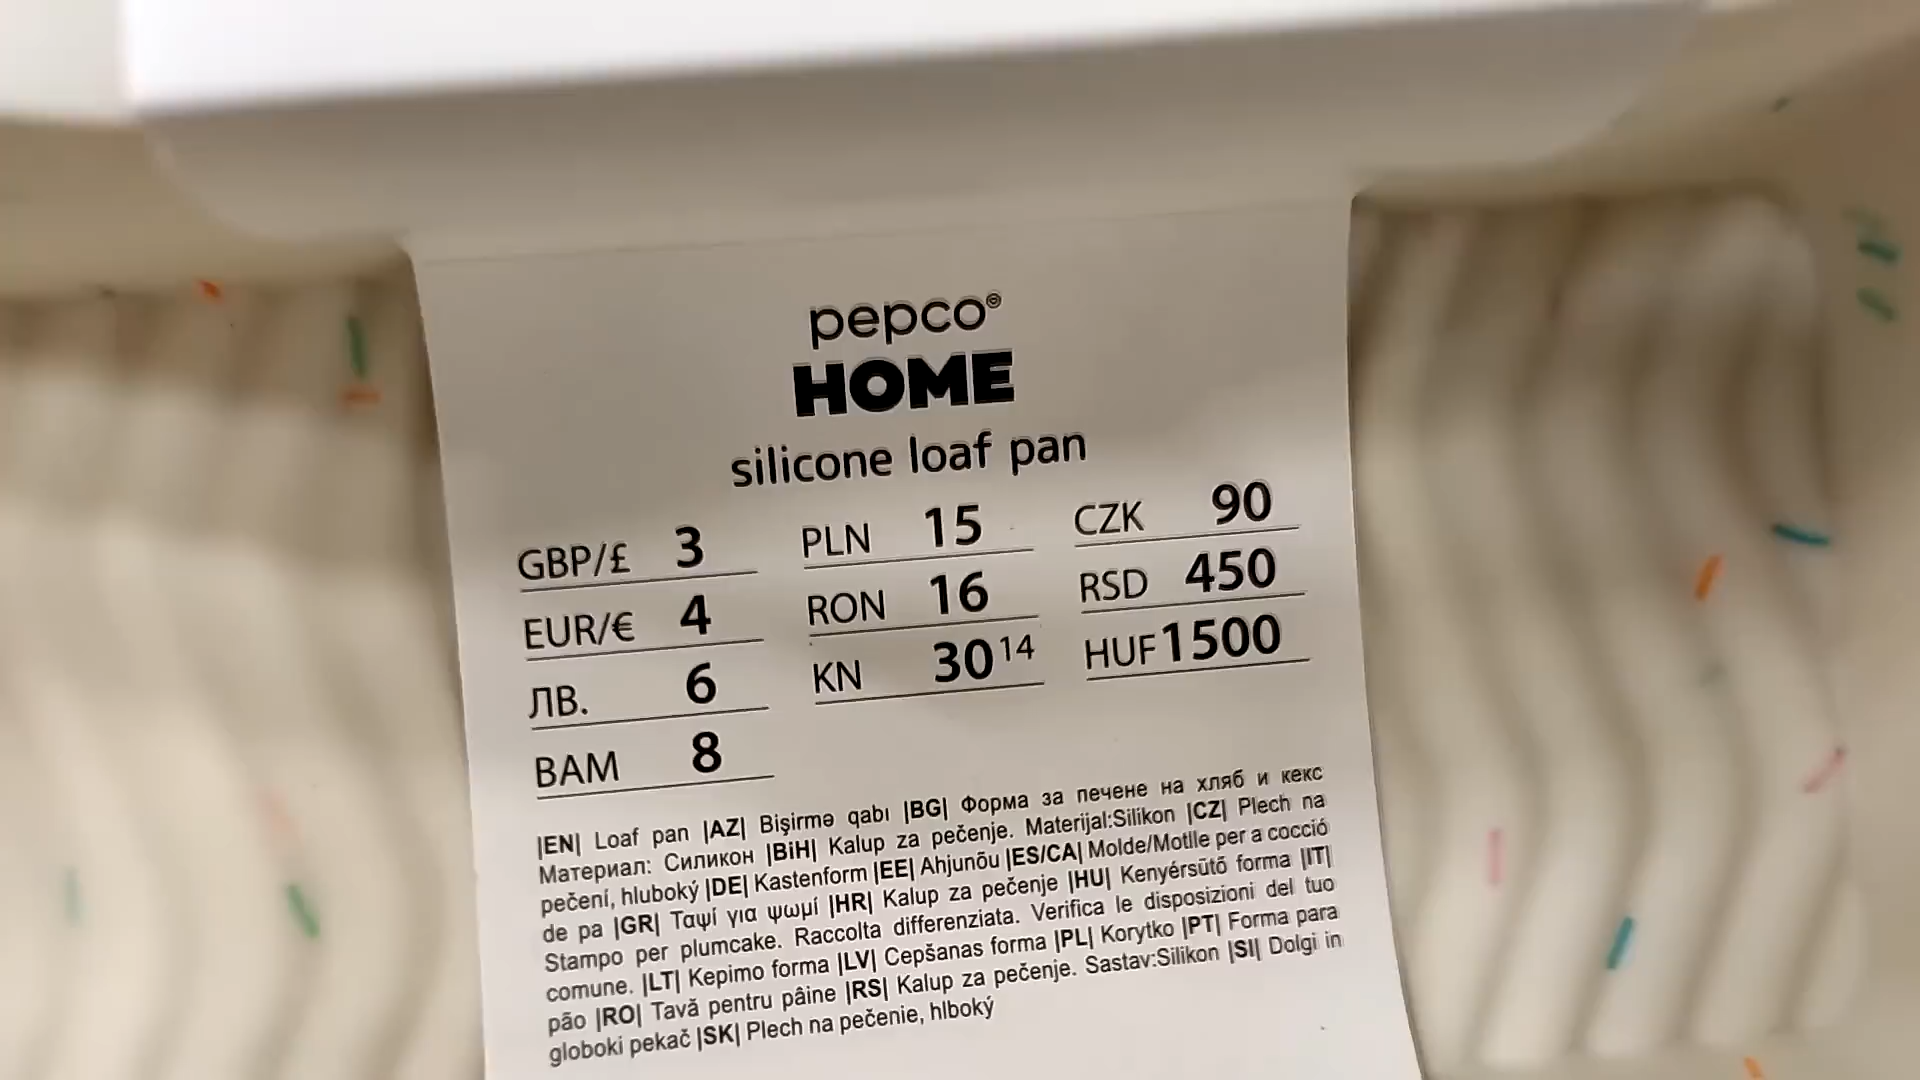 pepco®
HOME
silicone loaf pan
GBP/£ 3 PLN 15 CZK 90
EUR/€ 4 RON 16 RSD 450
ЛВ. 6 KN 30 14 HUF 1500
BAM 8
|EN| Loaf pan |AZ| Bişirmə qabı |BG| Форма за печене на хляб и кекс
Материал: Силикон |BiH| Kalup za pečenje. Materijal:Silikon |CZ| Plech na
pečení, hluboký |DE| Kastenform |EE| Ahjunõu |ES/CA| Molde/Motlle per a cocció
de pa |GR| Ταψί για ψωμί |HR| Kalup za pečenje |HU| Kenyérsütő forma |IT|
Stampo per plumcake. Raccolta differenziata. Verifica le disposizioni del tuo
comune. |LT| Kepimo forma |LV| Cepšanas forma |PL| Korytko |PT| Forma para
pão |RO| Tavă pentru pâine |RS| Kalup za pečenje. Sastav:Silikon |SI| Dolgi in
globoki pekač |SK| Plech na pečenie, hlboký